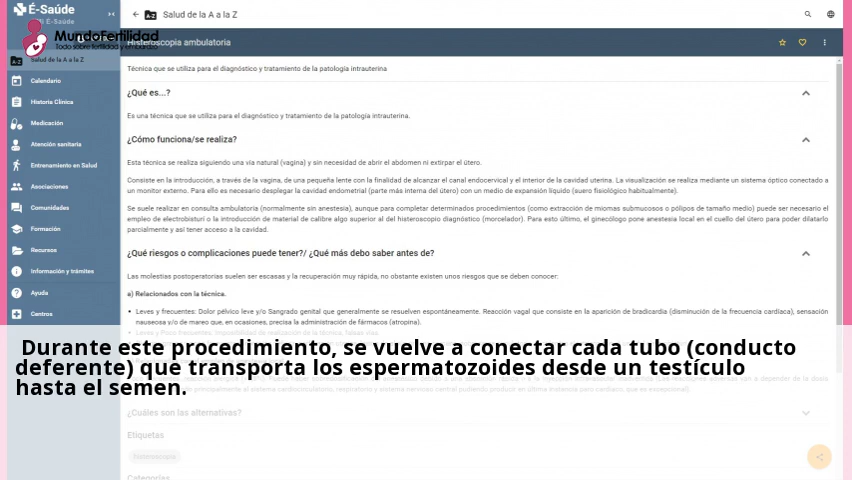 É-Saúde
É-Saúde
MundoFertilidad
Todo sobre fertilidad y embarazo
Salud de la A a la Z
Calendario
Historia Clínica
Medicación
Atención sanitaria
Entrenamiento en Salud
Asociaciones
Comunidades
Formación
Recursos
Información y trámites
Ayuda
Centros
A-Z Salud de la A a la Z
Histeroscopia ambulatoria
Técnica que se utiliza para el diagnóstico y tratamiento de la patología intrauterina
¿Qué es...?
Es una técnica que se utiliza para el diagnóstico y tratamiento de la patología intrauterina.
¿Cómo funciona/se realiza?
Esta técnica se realiza siguiendo una vía natural (vagina) y sin necesidad de abrir el abdomen ni extirpar el útero.
Consiste en la introducción, a través de la vagina, de una pequeña lente con la finalidad de alcanzar el canal endocervical y el interior de la cavidad uterina. La visualización se realiza mediante un sistema óptico conectado a
un monitor externo. Para ello es necesario desplegar la cavidad endometrial (parte más interna del útero) con un medio de expansión líquido (suero fisiológico habitualmente).
Se suele realizar en consulta ambulatoria (normalmente sin anestesia), aunque para completar determinados procedimientos (como extracción de miomas submucosos o pólipos de tamaño medio) puede ser necesario el
empleo de electrobisturí o la introducción de material de calibre algo superior al del histeroscopio diagnóstico (morcelador). Para esto último, el ginecólogo pone anestesia local en el cuello del útero para poder dilatarlo
parcialmente y así tener acceso a la cavidad.
¿Qué riesgos o complicaciones puede tener?/ ¿Qué más debo saber antes de?
Las molestias postoperatorias suelen ser escasas y la recuperación muy rápida, no obstante existen unos riesgos que se deben conocer:
a) Relacionados con la técnica.
• Leves y frecuentes: Dolor pélvico leve y/o Sangrado genital que generalmente se resuelven espontáneamente. Reacción vagal que consiste en la aparición de bradicardia (disminución de la frecuencia cardíaca), sensación
nauseosa y/o de mareo que, en ocasiones, precisa la administración de fármacos (atropina).
• Leves y Poco frecuentes: Imposibilidad de realización de la técnica, falsas vías.
Durante este procedimiento, se vuelve a conectar cada tubo (conducto
deferente) que transporta los espermatozoides desde un testículo
hasta el semen.
¿Cuáles son las alternativas?
Etiquetas
histeroscopia
Categorías